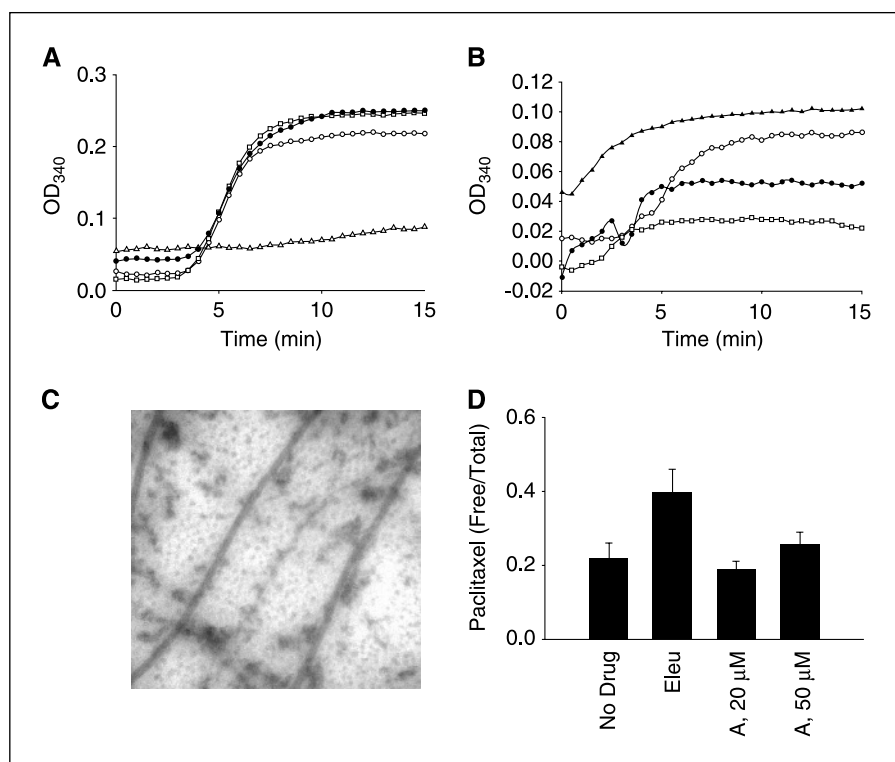 A
OD340
0.3
0.2
0.1
0.0
0
5
10
15
Time (min)
B
OD340
0.12
0.10
0.08
0.06
0.04
0.02
0.00
-0.02
0
5
10
15
Time (min)
C
D
Paclitaxel (Free/Total)
0.6
0.4
0.2
0.0
No Drug
Eleu
A, 20 μM
A, 50 μM